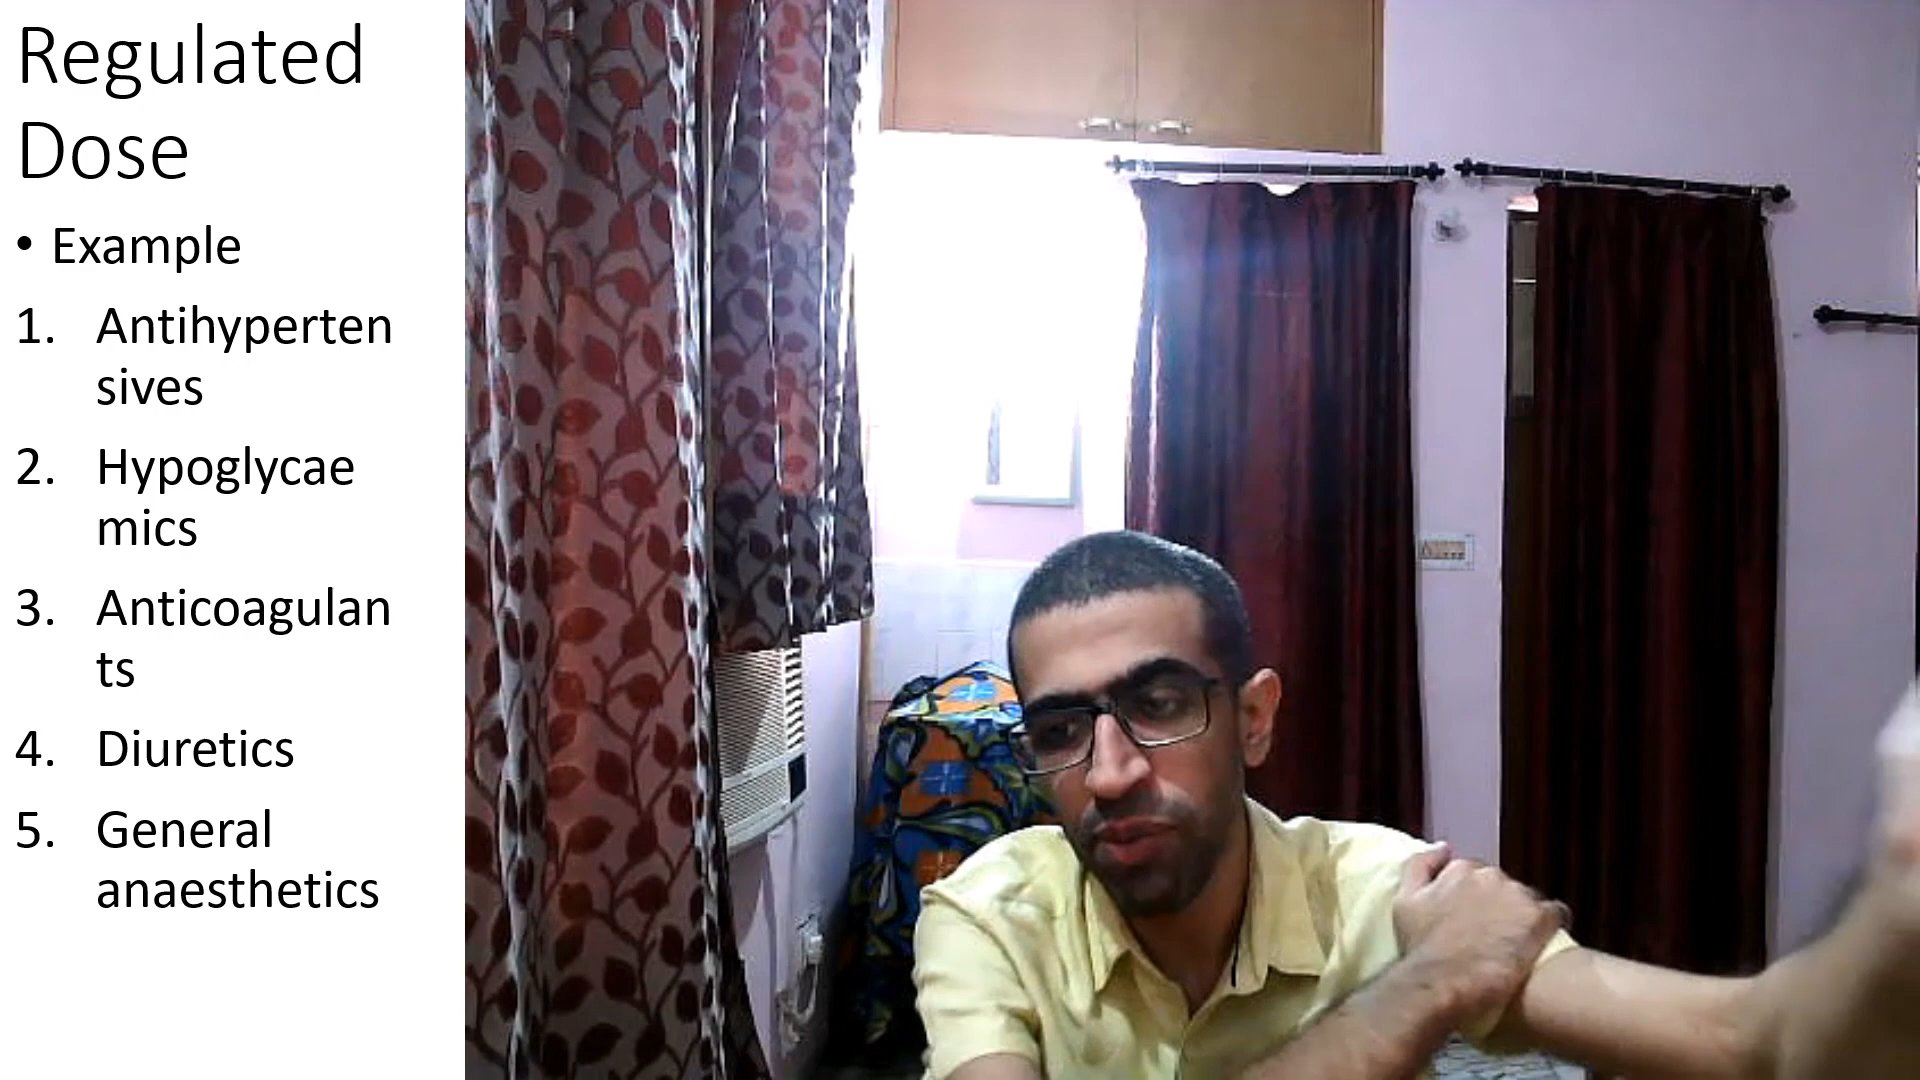 Regulated
Dose
• Example
1. Antihyperten
sives
2. Hypoglycae
mics
3. Anticoagulan
ts
4. Diuretics
5. General
anaesthetics